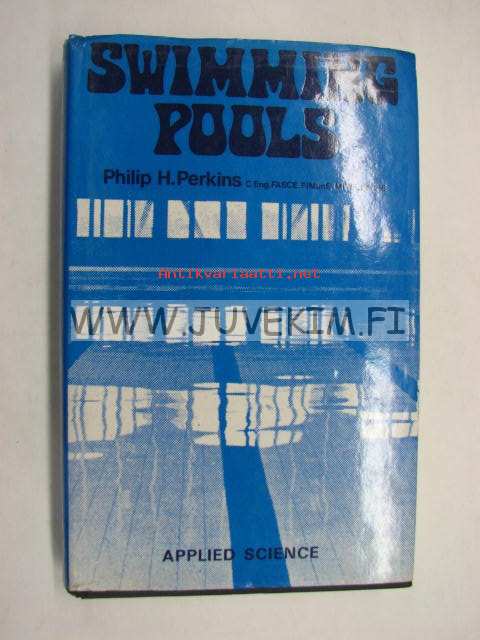 SWIMMING
POOLS
Philip H. Perkins C Eng. FASCE.
Antikvariaatti.net
WWW.JUVEKIM.FI
APPLIED SCIENCE